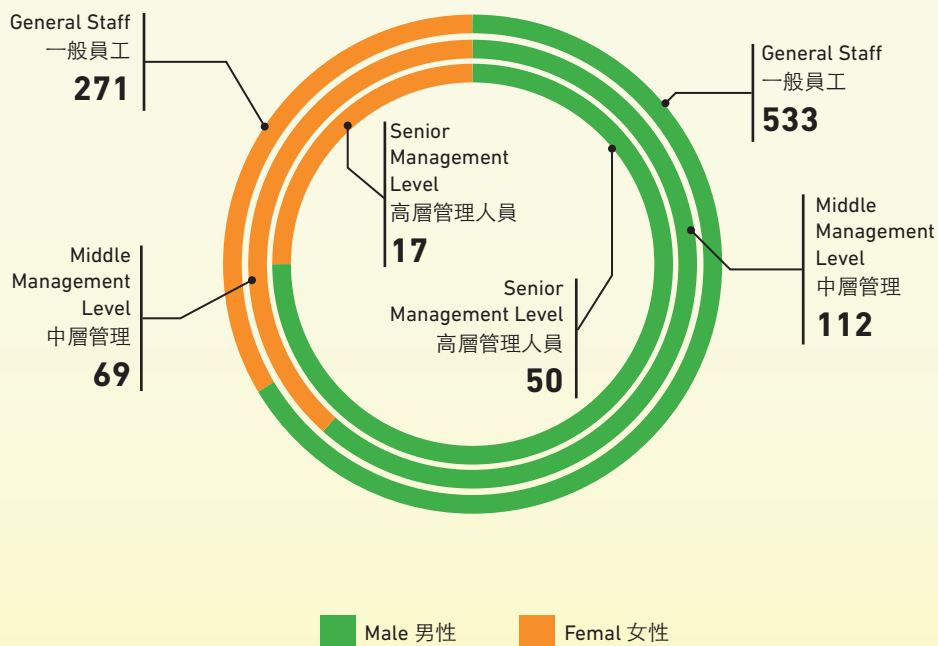 General Staff
一般員工
271
General Staff
一般員工
533
Senior
Management
Level
高層管理人員
17
Middle
Management
Level
中層管理
112
Middle
Management
Level
中層管理
69
Senior
Management Level
高層管理人員
50
Male 男性
Femal 女性